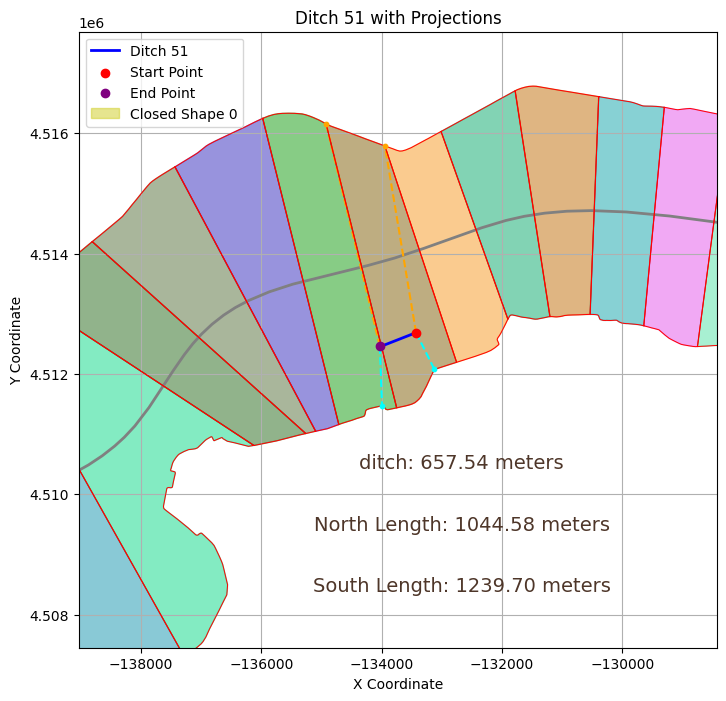 Ditch 51 with Projections
1e6
Ditch 51
Start Point
End Point
Closed Shape 0
4.516
4.514
4.512
4.510
4.508
Y Coordinate
ditch: 657.54 meters
North Length: 1044.58 meters
South Length: 1239.70 meters
−138000 −136000 −134000 −132000 −130000
X Coordinate